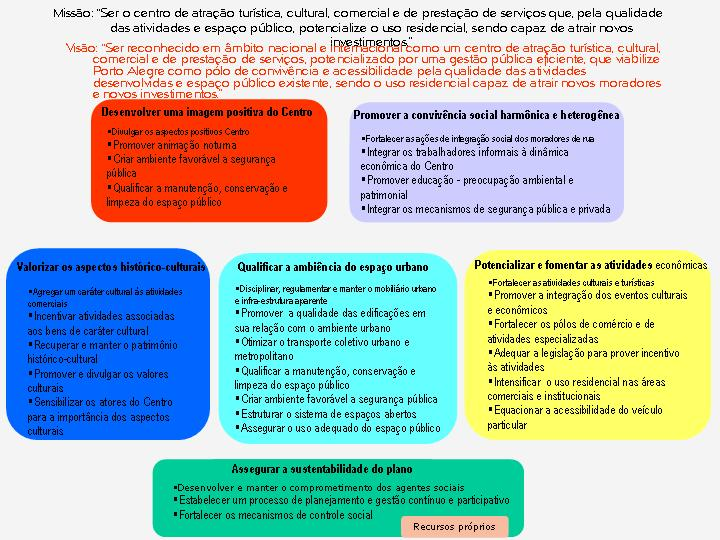 Missão: "Ser o centro de atração turística, cultural, comercial e de prestação de serviços que, pela qualidade
das atividades e espaço público, potencialize o uso residencial, sendo capaz de atrair novos
investimentos."
Visão: "Ser reconhecido em âmbito nacional e internacional como um centro de atração turística, cultural,
comercial e de prestação de serviços, potencializado por uma gestão pública eficiente, que viabilize
Porto Alegre como pólo de convivência e acessibilidade pela qualidade das atividades
desenvolvidas e espaço público existente, sendo o uso residencial capaz de atrair novos moradores
e novos investimentos."
Desenvolver uma imagem positiva do Centro
•Divulgar os aspectos positivos Centro
•Promover animação noturna
•Criar ambiente favorável a segurança
pública
•Qualificar a manutenção, conservação e
limpeza do espaço público
Promover a convivência social harmônica e heterogênea
•Fortalecer as ações de integração social dos moradores de rua
•Integrar os trabalhadores informais à dinâmica
econômica do Centro
•Promover educação - preocupação ambiental e
patrimonial
•Integrar os mecanismos de segurança pública e privada
Valorizar os aspectos histórico-culturais
•Agregar um caráter cultural às atividades
comerciais
•Incentivar atividades associadas
aos bens de caráter cultural
•Recuperar e manter o patrimônio
histórico-cultural
•Promover e divulgar os valores
culturais
•Sensibilizar os atores do Centro
para a importância dos aspectos
culturais
Qualificar a ambiência do espaço urbano
•Disciplinar, regulamentar e manter o mobiliário urbano
e infra-estrutura aparente
•Promover a qualidade das edificações em
sua relação com o ambiente urbano
•Otimizar o transporte coletivo urbano e
metropolitano
•Qualificar a manutenção, conservação e
limpeza do espaço público
•Criar ambiente favorável a segurança pública
•Estruturar o sistema de espaços abertos
•Assegurar o uso adequado do espaço público
Potencializar e fomentar as atividades econômicas
•Fortalecer as atividades culturais e turísticas
•Promover a integração dos eventos culturais
e econômicos
•Fortalecer os pólos de comércio e de
atividades especializadas
•Adequar a legislação para prover incentivo
às atividades
•Intensificar o uso residencial nas áreas
comerciais e institucionais
•Equacionar a acessibilidade do veículo
particular
Assegurar a sustentabilidade do plano
•Desenvolver e manter o comprometimento dos agentes sociais
•Estabelecer um processo de planejamento e gestão contínuo e participativo
•Fortalecer os mecanismos de controle social
Recursos próprios